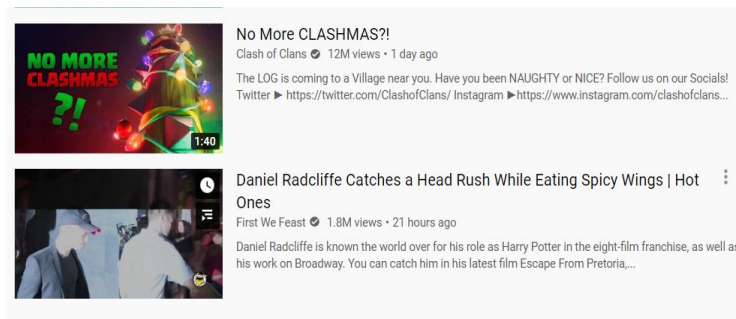 NO MORE
CLASHMAS
?!
1:40
No More CLASHMAS?!
Clash of Clans 12M views • 1 day ago
The LOG is coming to a Village near you. Have you been NAUGHTY or NICE? Follow us on our Socials!
Twitter ► https://twitter.com/ClashofClans/ Instagram ►https://www.instagram.com/clashofclans...
Daniel Radcliffe Catches a Head Rush While Eating Spicy Wings | Hot
Ones
First We Feast 1.8M views • 21 hours ago
Daniel Radcliffe is known the world over for his role as Harry Potter in the eight-film franchise, as well as
his work on Broadway. You can catch him in his latest film Escape From Pretoria,...